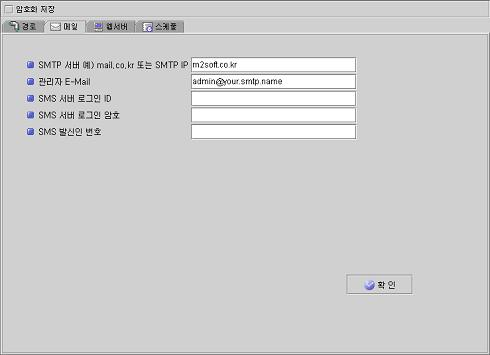 암호화 저장
경로 메일 웹서버 스케쥴
SMTP 서버 예) mail.co.kr 또는 SMTP IP m2soft.co.kr
관리자 E-Mail admin@your.smtp.name
SMS 서버 로그인 ID
SMS 서버 로그인 암호
SMS 발신인 번호
확 인